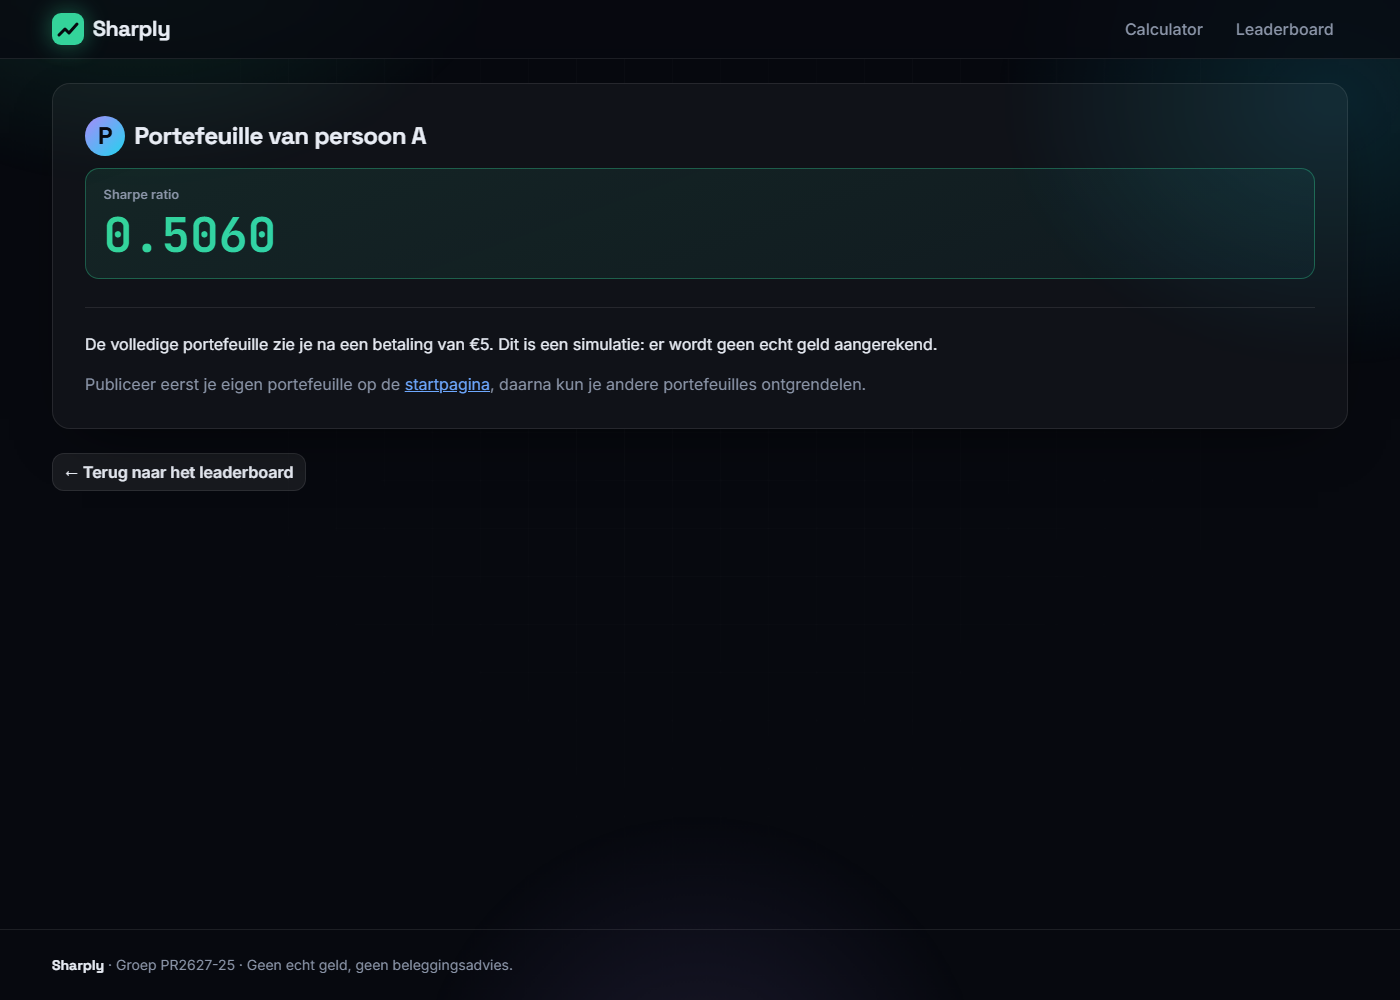 Sharply
Calculator
Leaderboard
P
Portefeuille van persoon A
Sharpe ratio
0.5060
De volledige portefeuille zie je na een betaling van €5. Dit is een simulatie: er wordt geen echt geld aangerekend.
Publiceer eerst je eigen portefeuille op de startpagina, daarna kun je andere portefeuilles ontgrendelen.
← Terug naar het leaderboard
Sharply · Groep PR2627-25 · Geen echt geld, geen beleggingsadvies.